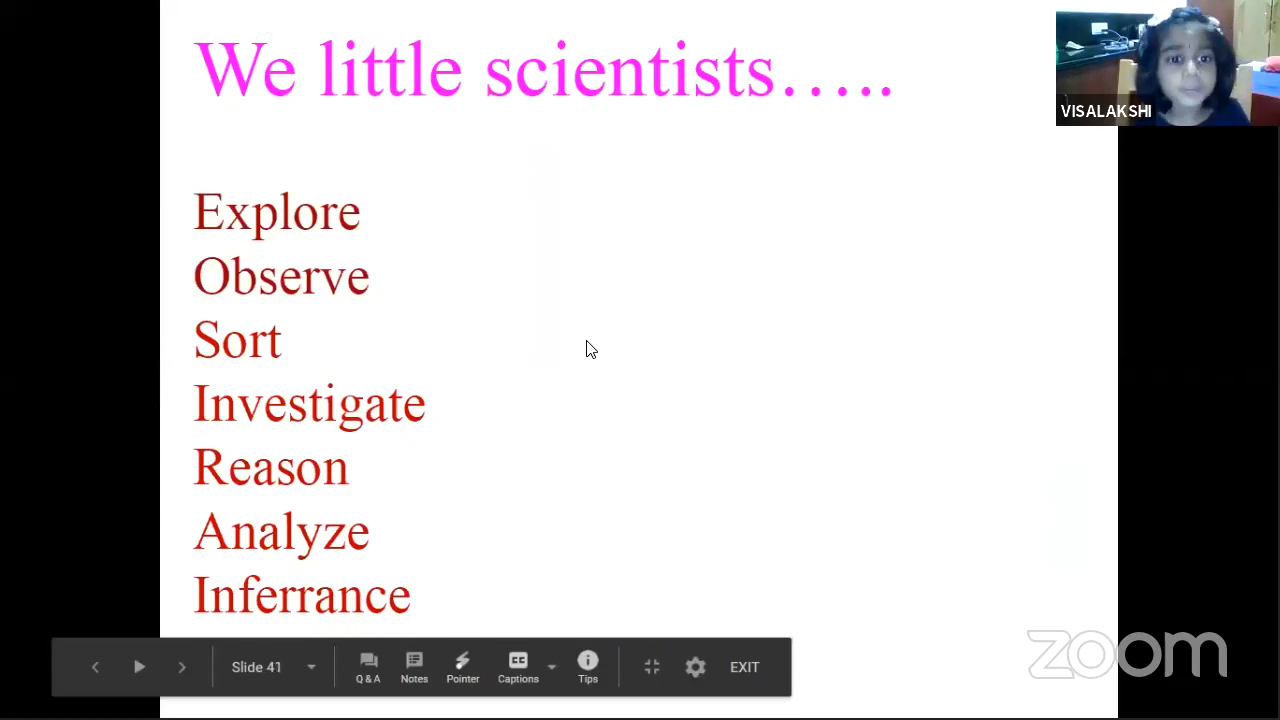 We little scientists.....
VISALAKSHI
Explore
Observe
Sort
Investigate
Reason
Analyze
Inferrance
Slide 41
Q & A
Notes
Pointer
CC
Captions
Tips
EXIT
zoom